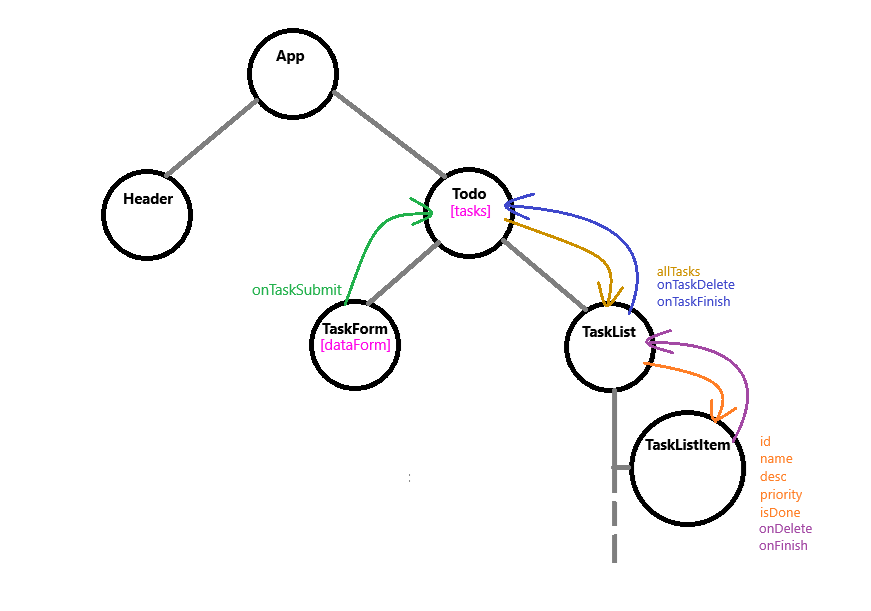 App
Header
Todo
[tasks]
onTaskSubmit
allTasks
onTaskDelete
onTaskFinish
TaskForm
[dataForm]
TaskList
TaskListItem
id
name
desc
priority
isDone
onDelete
onFinish
: